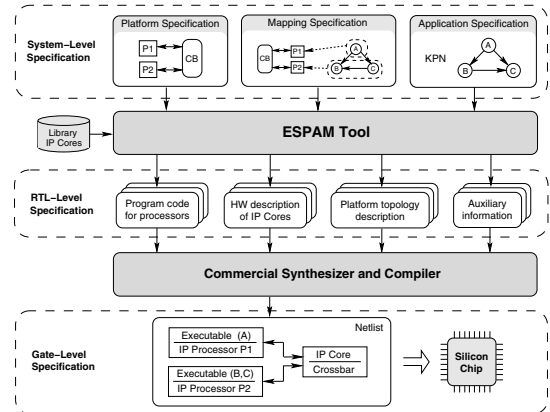 Platform Specification
Mapping Specification
Application Specification
System-Level
Specification
P1
P2
CB
CB
P1
P2
A
B
C
KPN
A
B
C
Library
IP Cores
ESPAM Tool
RTL-Level
Specification
Program code
for processors
HW description
of IP Cores
Platform topology
description
Auxiliary
information
Commercial Synthesizer and Compiler
Netlist
Gate-Level
Specification
Executable (A)
IP Processor P1
Executable (B,C)
IP Processor P2
IP Core
Crossbar
Silicon
Chip